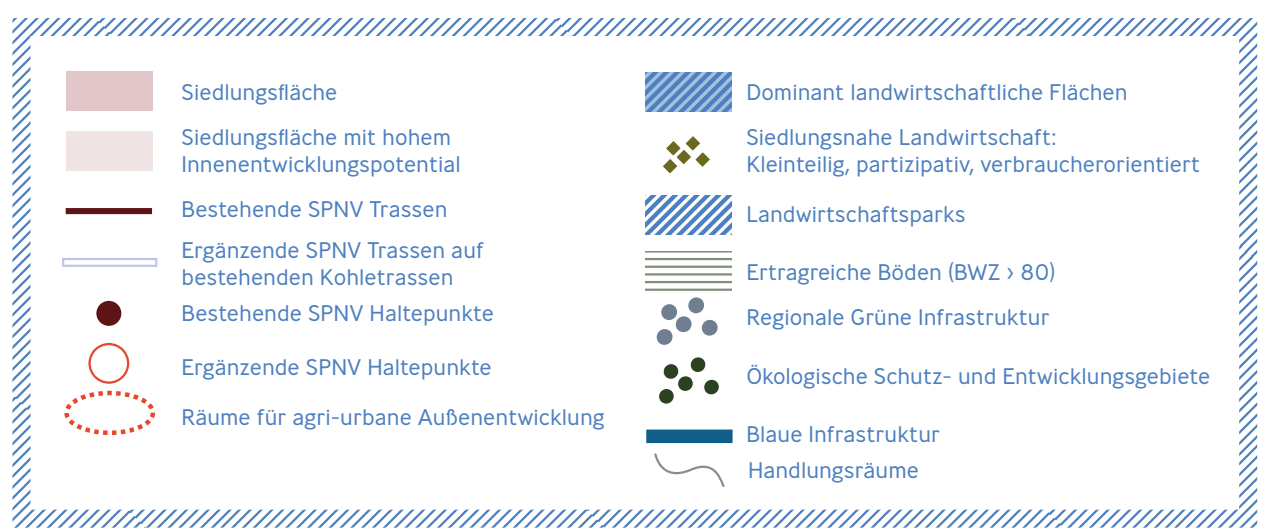 Siedlungsfläche
Siedlungsfläche mit hohem
Innenentwicklungspotential
Bestehende SPNV Trassen
Ergänzende SPNV Trassen auf
bestehenden Kohletrassen
Bestehende SPNV Haltepunkte
Ergänzende SPNV Haltepunkte
Räume für agri-urbane Außenentwicklung
Dominant landwirtschaftliche Flächen
Siedlungsnahe Landwirtschaft:
Kleinteilig, partizipativ, verbraucherorientiert
Landwirtschaftsparks
Ertragreiche Böden (BWZ > 80)
Regionale Grüne Infrastruktur
Ökologische Schutz- und Entwicklungsgebiete
Blaue Infrastruktur
Handlungsräume